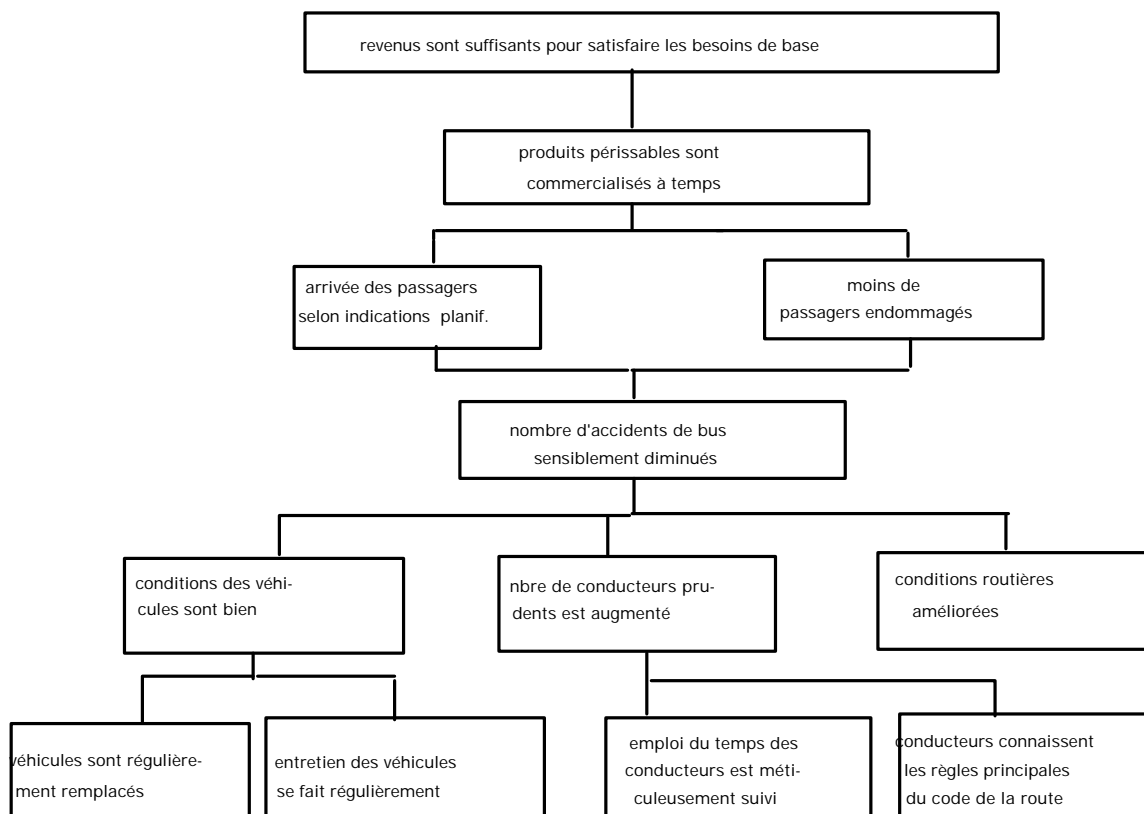 revenus sont suffisants pour satisfaire les besoins de base
produits périssables sont
commercialisés à temps
arrivée des passagers
selon indications planif.
moins de
passagers endommagés
nombre d'accidents de bus
sensiblement diminués
conditions des véhi-
cules sont bien
nbre de conducteurs pru-
dents est augmenté
conditions routières
améliorées
véhicules sont régulière-
ment remplacés
entretien des véhicules
se fait régulièrement
emploi du temps des
conducteurs est méti-
culeusement suivi
conducteurs connaissent
les règles principales
du code de la route